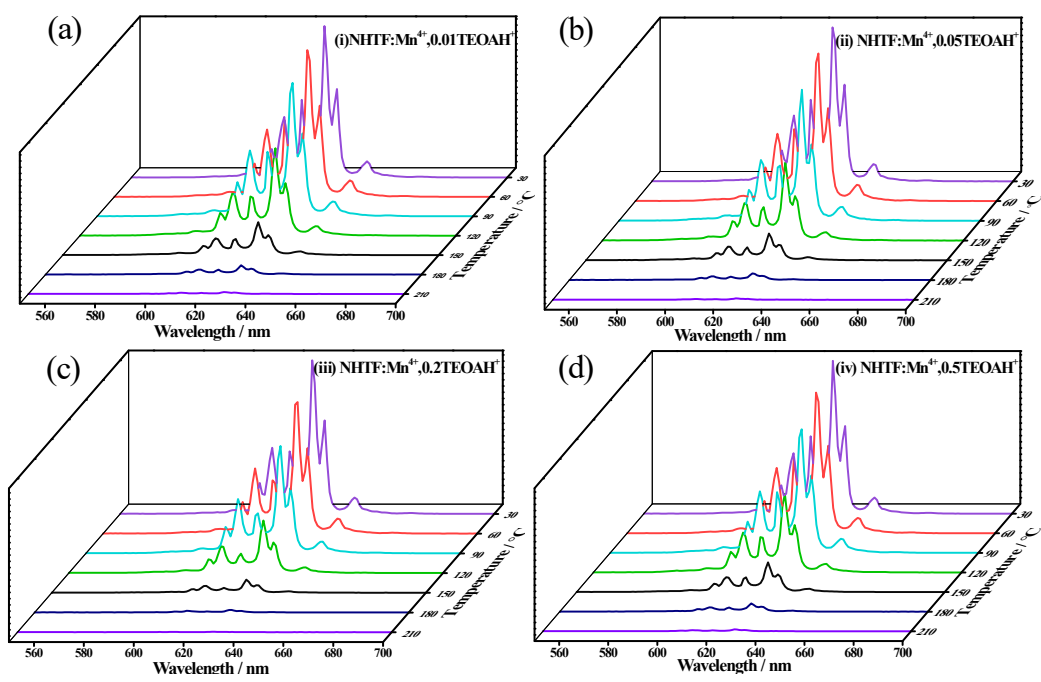 (a)
(i)NHTF:Mn⁴⁺,0.01TEOAH⁺
30
60
90
120
150
180
210
Temperature / °C
560 580 600 620 640 660 680 700
Wavelength / nm
(b)
(ii) NHTF:Mn⁴⁺,0.05TEOAH⁺
30
60
90
120
150
180
210
Temperature / °C
560 580 600 620 640 660 680 700
Wavelength / nm
(c)
(iii) NHTF:Mn⁴⁺,0.2TEOAH⁺
30
60
90
120
150
180
210
Temperature / °C
560 580 600 620 640 660 680 700
Wavelength / nm
(d)
(iv) NHTF:Mn⁴⁺,0.5TEOAH⁺
30
60
90
120
150
180
210
Temperature / °C
560 580 600 620 640 660 680 700
Wavelength / nm